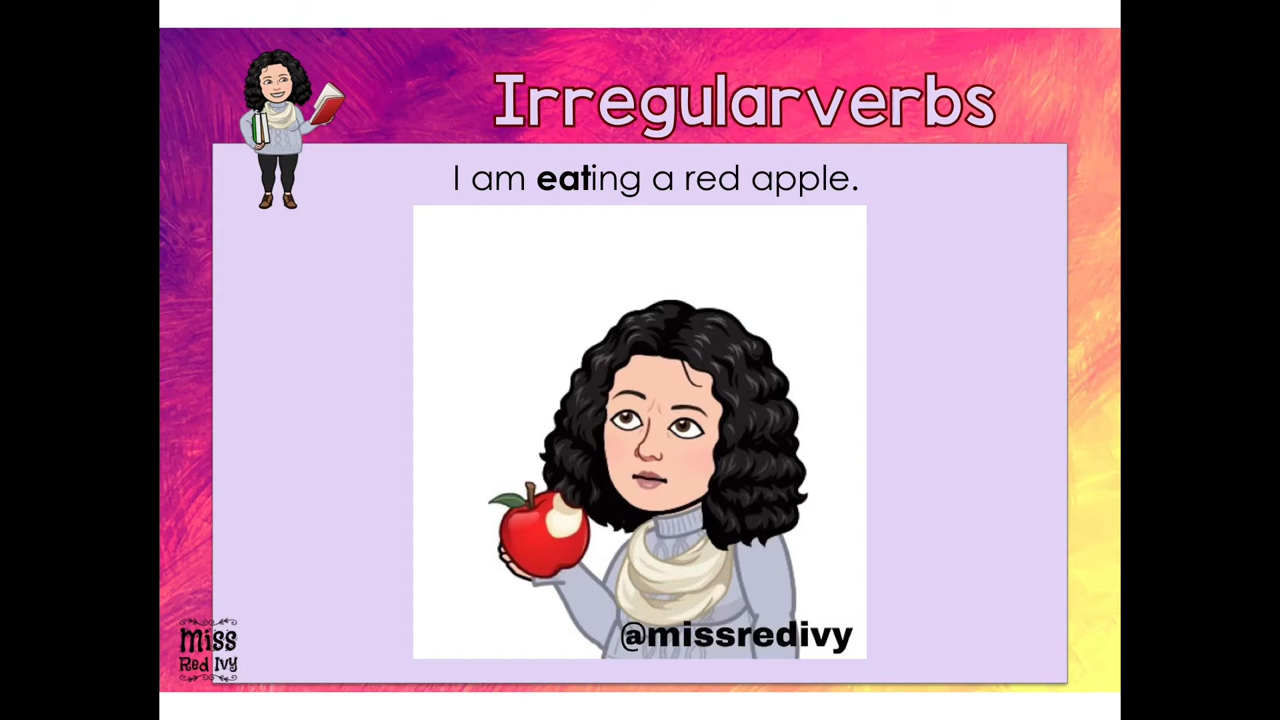 Irregularverbs
I am eating a red apple.
@missredivy
Miss
Red Ivy